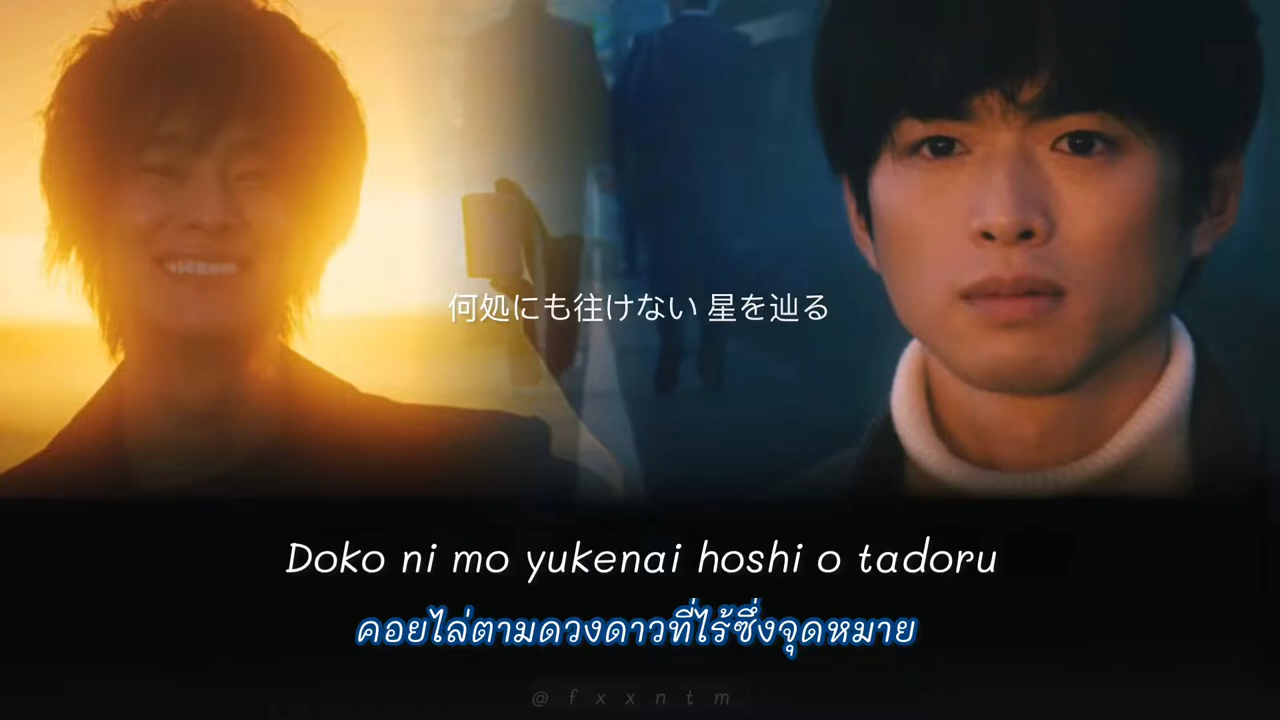 何処にも往けない 星を辿る
Doko ni mo yukenai hoshi o tadoru
คอยไล่ตามดวงดาวที่ไร้ซึ่งจุดหมาย
@fxxntm